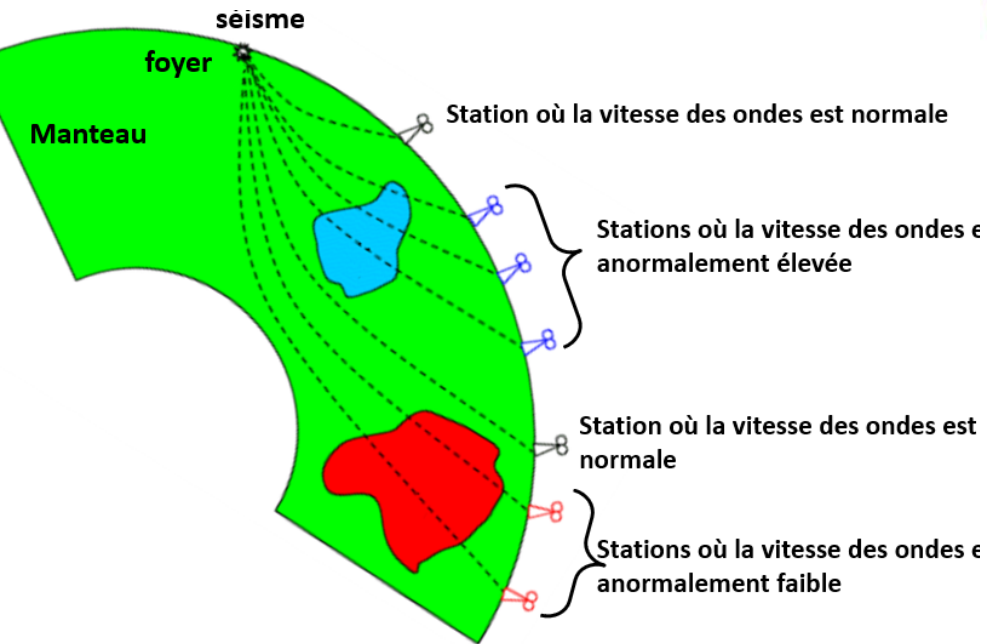 séisme
foyer
Manteau
Station où la vitesse des ondes est normale
Stations où la vitesse des ondes
anormalement élevée
Station où la vitesse des ondes est
normale
Stations où la vitesse des ondes
anormalement faible